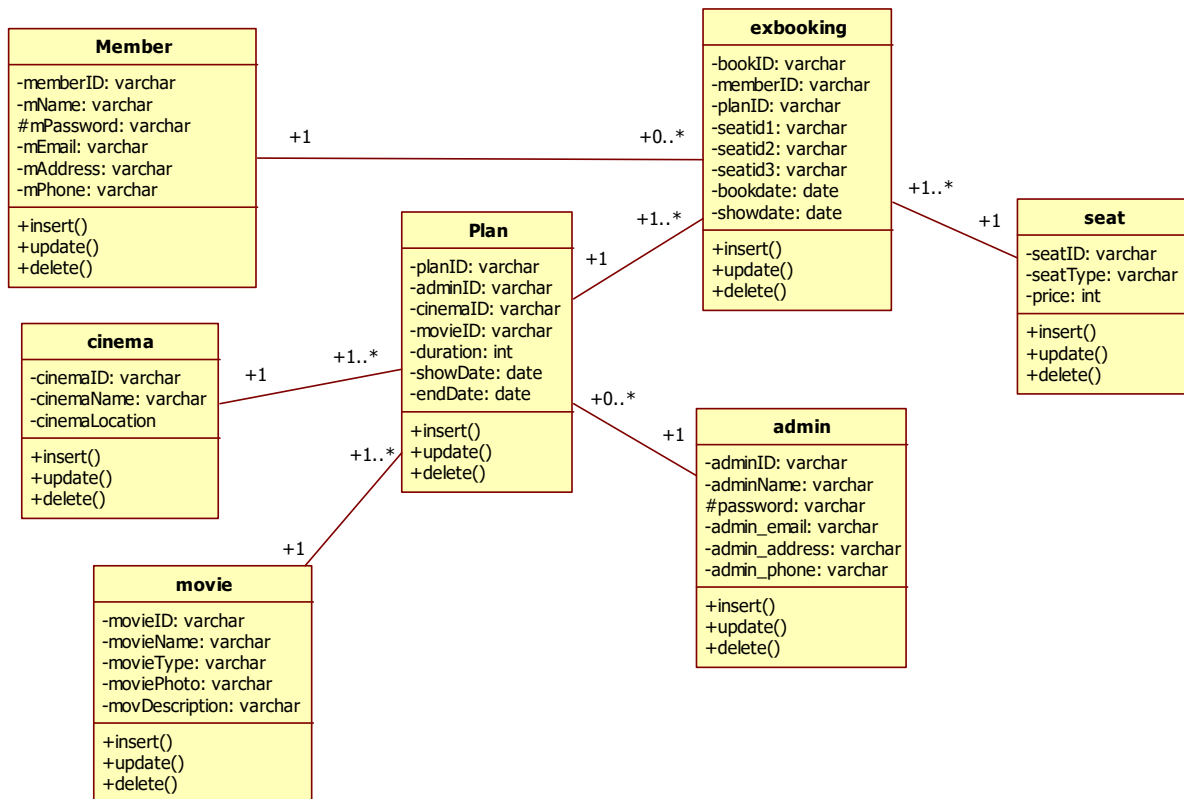 Member
-memberID: varchar
-mName: varchar
#mPassword: varchar
-mEmail: varchar
-mAddress: varchar
-mPhone: varchar
+insert()
+update()
+delete()
+1
+0..*
exbooking
-bookID: varchar
-memberID: varchar
-planID: varchar
-seatid1: varchar
-seatid2: varchar
-seatid3: varchar
-bookdate: date
-showdate: date
+insert()
+update()
+delete()
+1..*
+1
seat
-seatID: varchar
-seatType: varchar
-price: int
+insert()
+update()
+delete()
+1..*
+1
Plan
-planID: varchar
-adminID: varchar
-cinemaID: varchar
-movieID: varchar
-duration: int
-showDate: date
-endDate: date
+insert()
+update()
+delete()
cinema
-cinemaID: varchar
-cinemaName: varchar
-cinemaLocation
+insert()
+update()
+delete()
+1
+1..*
+0..*
+1
admin
-adminID: varchar
-adminName: varchar
#password: varchar
-admin_email: varchar
-admin_address: varchar
-admin_phone: varchar
+insert()
+update()
+delete()
+1..*
+1
movie
-movieID: varchar
-movieName: varchar
-movieType: varchar
-moviePhoto: varchar
-movDescription: varchar
+insert()
+update()
+delete()